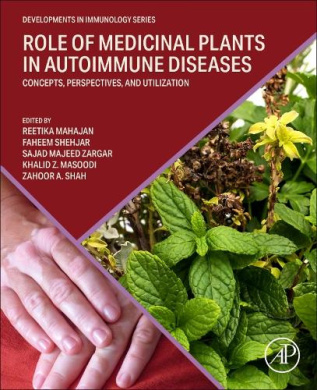 DEVELOPMENTS IN IMMUNOLOGY SERIES
ROLE OF MEDICINAL PLANTS
IN AUTOIMMUNE DISEASES
CONCEPTS, PERSPECTIVES, AND UTILIZATION
EDITED BY
REETIKA MAHAJAN
FAHEEM SHEHJAR
SAJAD MAJEED ZARGAR
KHALID Z. MASOODI
ZAHOOR A. SHAH